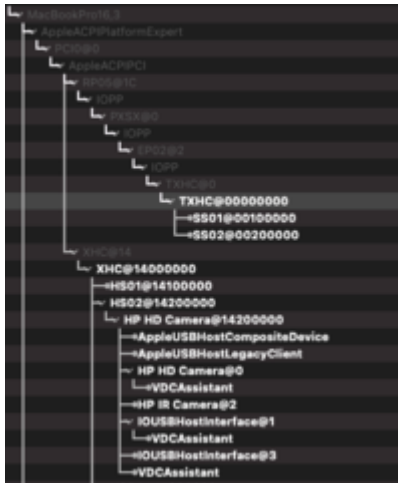 MacBookPro16,3
AppleACPIPlatformExpert
PCI0@0
AppleACPIPCI
RP05@1C
IOPP
PXSX@0
IOPP
EP02@2
IOPP
TXHC@0
TXHC@00000000
SS01@00100000
SS02@00200000
XHC@14
XHC@14000000
HS01@14100000
HS02@14200000
HP HD Camera@14200000
AppleUSBHostCompositeDevice
AppleUSBHostLegacyClient
HP HD Camera@0
VDCAssistant
HP IR Camera@2
IOUSBHostInterface@1
VDCAssistant
IOUSBHostInterface@3
VDCAssistant